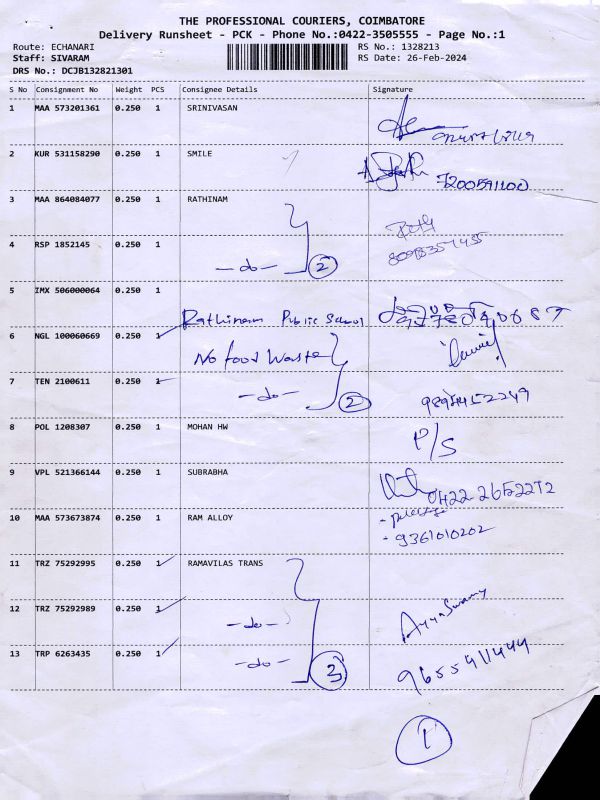 THE PROFESSIONAL COURIERS, COIMBATORE
Delivery Runsheet - PCK - Phone No.:0422-3505555 - Page No.:1
Route: ECHANARI RS No.: 1328213
Staff: SIVARAM RS Date: 26-Feb-2024
DRS No.: DCJB132821301
S No Consignment No Weight PCS Consignee Details Signature
1 MAA 573201361 0.250 1 SRINIVASAN
2 KUR 531158290 0.250 1 SMILE
7200591100
3 MAA 864084077 0.250 1 RATHINAM
4 RSP 1852145 0.250 1
-do- 2
5 IMX 506000064 0.250 1
Rathinam Public School
6 NGL 100060669 0.250 1
No food Waste
7 TEN 2100611 0.250 1
-do- 2
8 POL 1208307 0.250 1 MOHAN HW P/S
9 VPL 521366144 0.250 1 SUBRABHA
0422-2652272
10 MAA 573673874 0.250 1 RAM ALLOY
- 9361010202
11 TRZ 75292995 0.250 1 RAMAVILAS TRANS
12 TRZ 75292989 0.250 1 -do-
13 TRP 6263435 0.250 1 -do- 3
9655911444
1